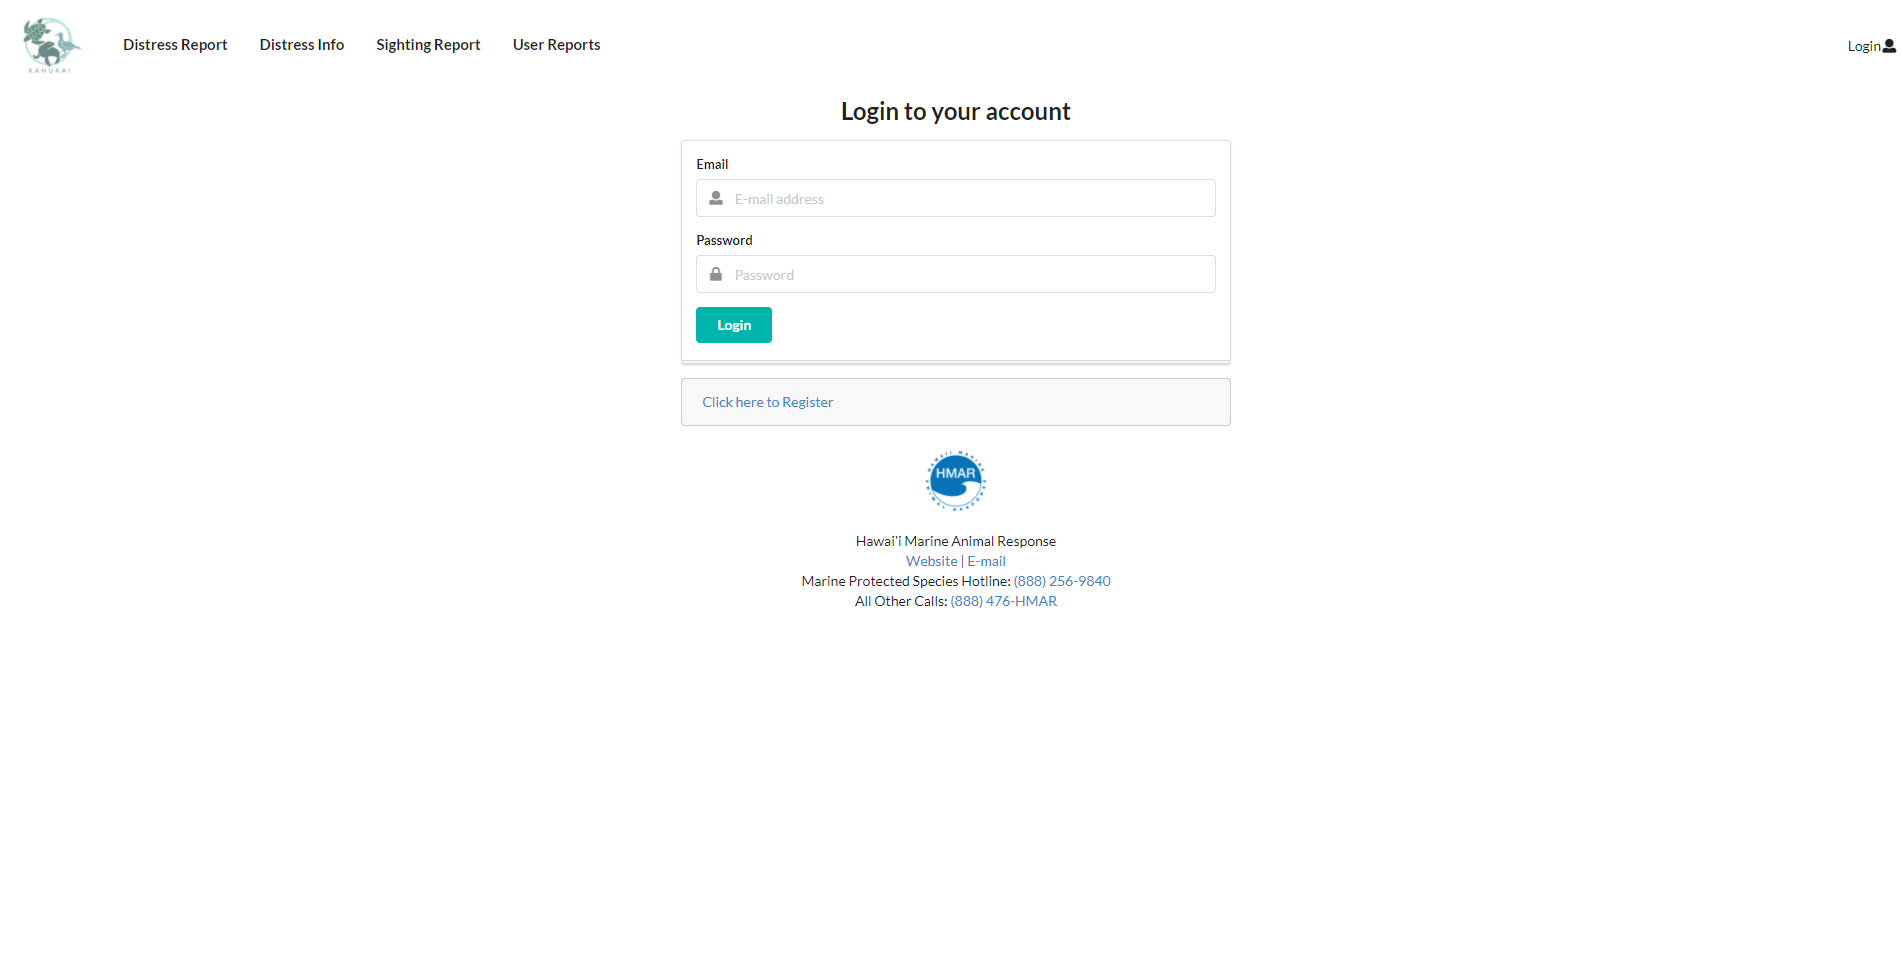 KAHUKAI
Distress Report
Distress Info
Sighting Report
User Reports
Login
Login to your account
Email
E-mail address
Password
Password
Login
Click here to Register
HMAR
Hawai'i Marine Animal Response
Website | E-mail
Marine Protected Species Hotline: (888) 256-9840
All Other Calls: (888) 476-HMAR